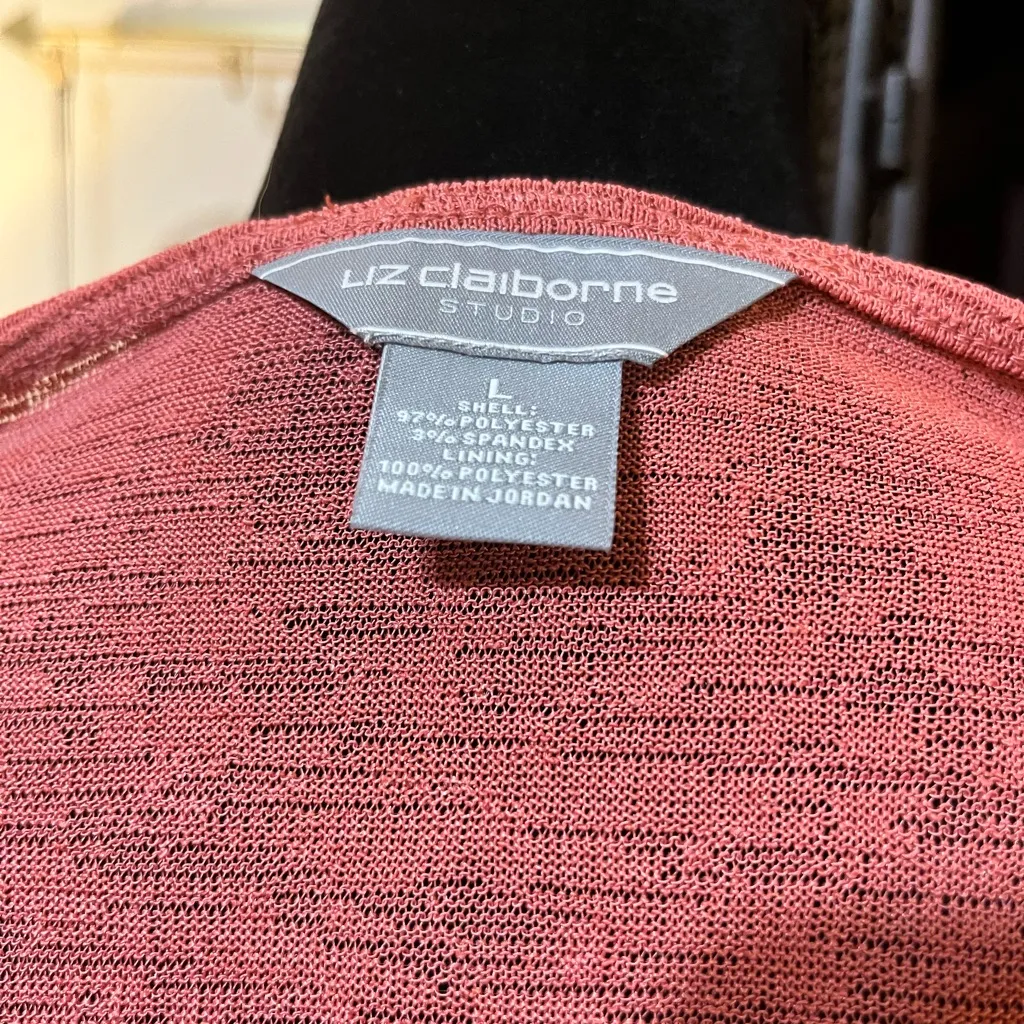 LIZ claiborne
STUDIO
L
SHELL:
97% POLYESTER
3% SPANDEX
LINING:
100% POLYESTER
MADE IN JORDAN